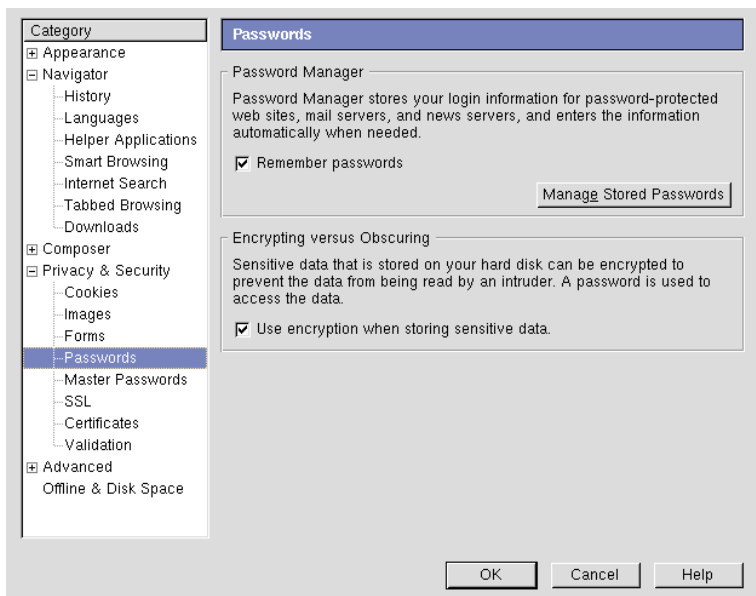 Category
Appearance
Navigator
History
Languages
Helper Applications
Smart Browsing
Internet Search
Tabbed Browsing
Downloads
Composer
Privacy & Security
Cookies
Images
Forms
Passwords
Master Passwords
SSL
Certificates
Validation
Advanced
Offline & Disk Space
Passwords
Password Manager
Password Manager stores your login information for password-protected
web sites, mail servers, and news servers, and enters the information
automatically when needed.
Remember passwords
Manage Stored Passwords
Encrypting versus Obscuring
Sensitive data that is stored on your hard disk can be encrypted to
prevent the data from being read by an intruder. A password is used to
access the data.
Use encryption when storing sensitive data.
OK
Cancel
Help